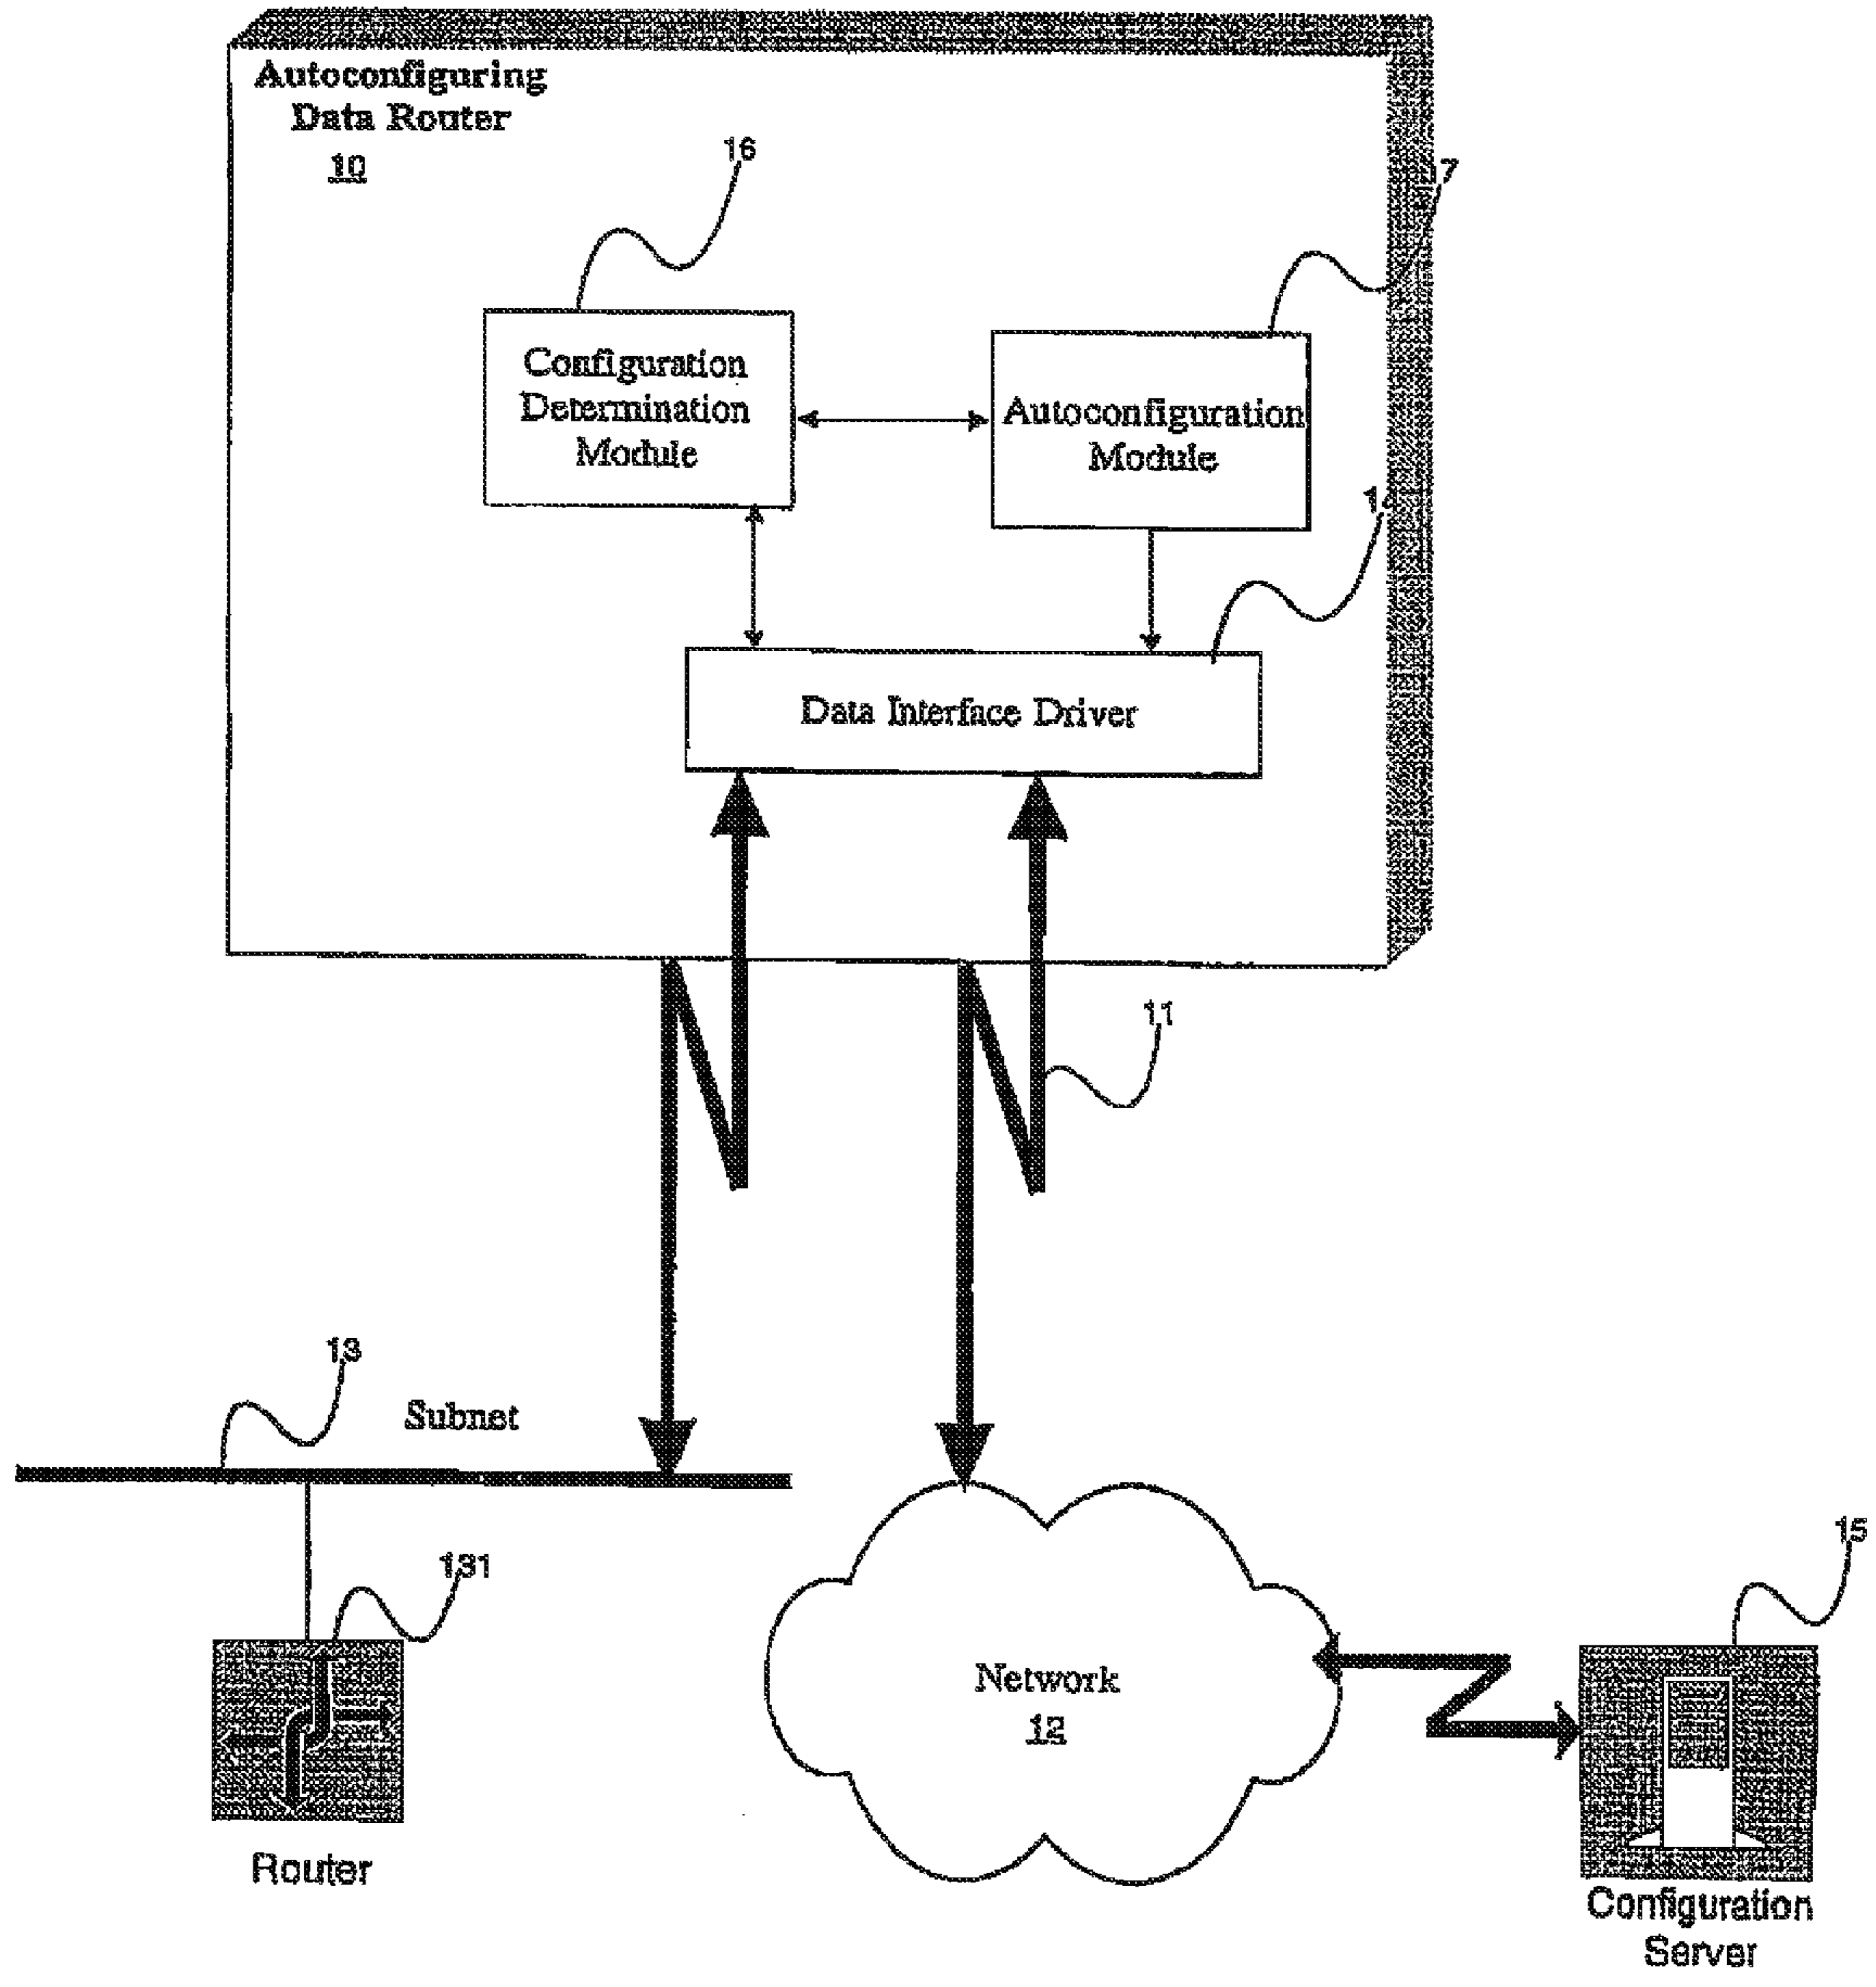 Autoconfiguring
Data Router
10
16
17
Configuration
Determination
Module
Autoconfiguration
Module
14
Data Interface Driver
11
13
Subnet
131
15
Network
12
Router
Configuration
Server